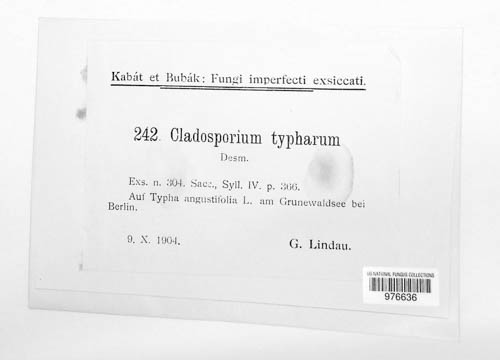 Kabát et Bubák: Fungi imperfecti exsiccati.
242. Cladosporium typharum
Desm.
Exs. n. 304. Sacc., Syll. IV. p. 366.
Auf Typha angustifolia L. am Grunewaldsee bei
Berlin.
9. X. 1904. G. Lindau.
US NATIONAL FUNGUS COLLECTIONS
976636